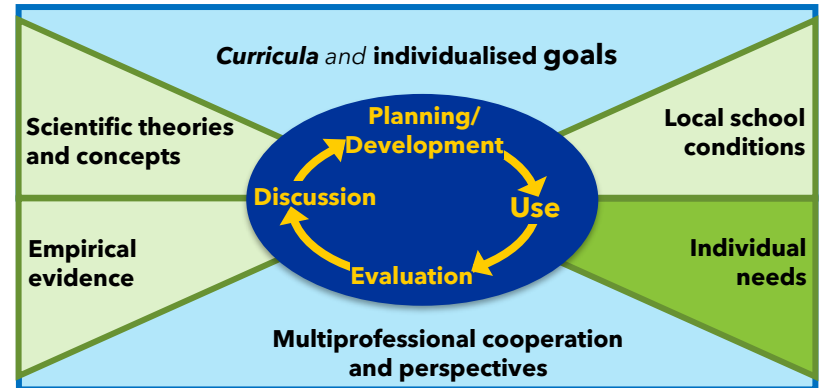 Curricula and individualised goals
Scientific theories
and concepts
Planning/
Development
Local school
conditions
Discussion
Use
Empirical
evidence
Evaluation
Individual
needs
Multiprofessional cooperation
and perspectives